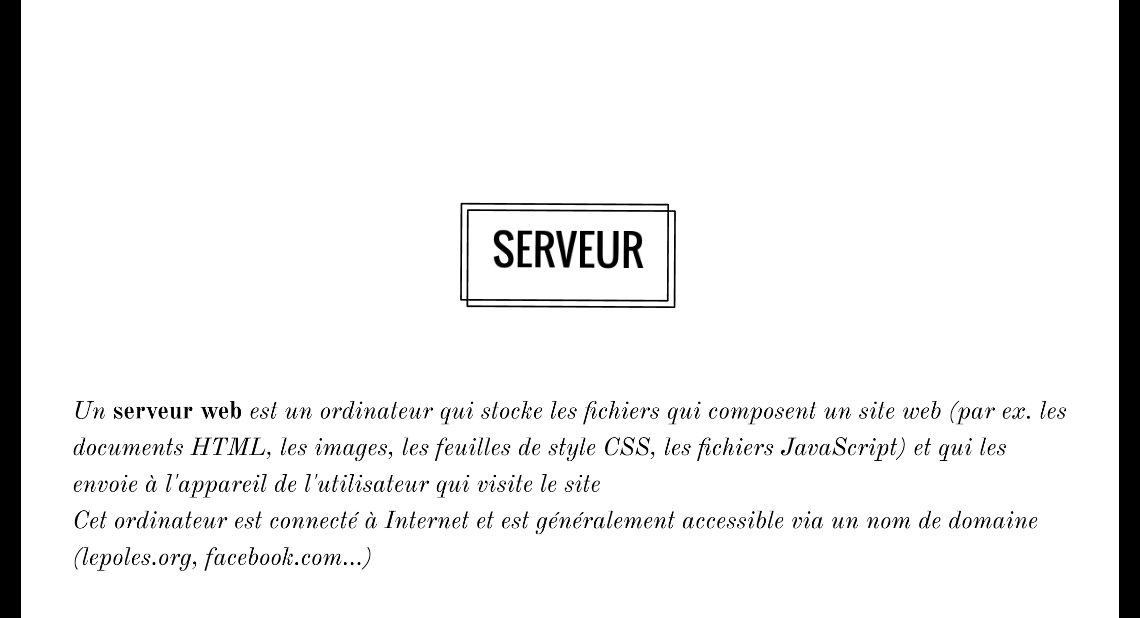 SERVEUR
Un serveur web est un ordinateur qui stocke les fichiers qui composent un site web (par ex. les
documents HTML, les images, les feuilles de style CSS, les fichiers JavaScript) et qui les
envoie à l'appareil de l'utilisateur qui visite le site
Cet ordinateur est connecté à Internet et est généralement accessible via un nom de domaine
(lepoles.org, facebook.com...)